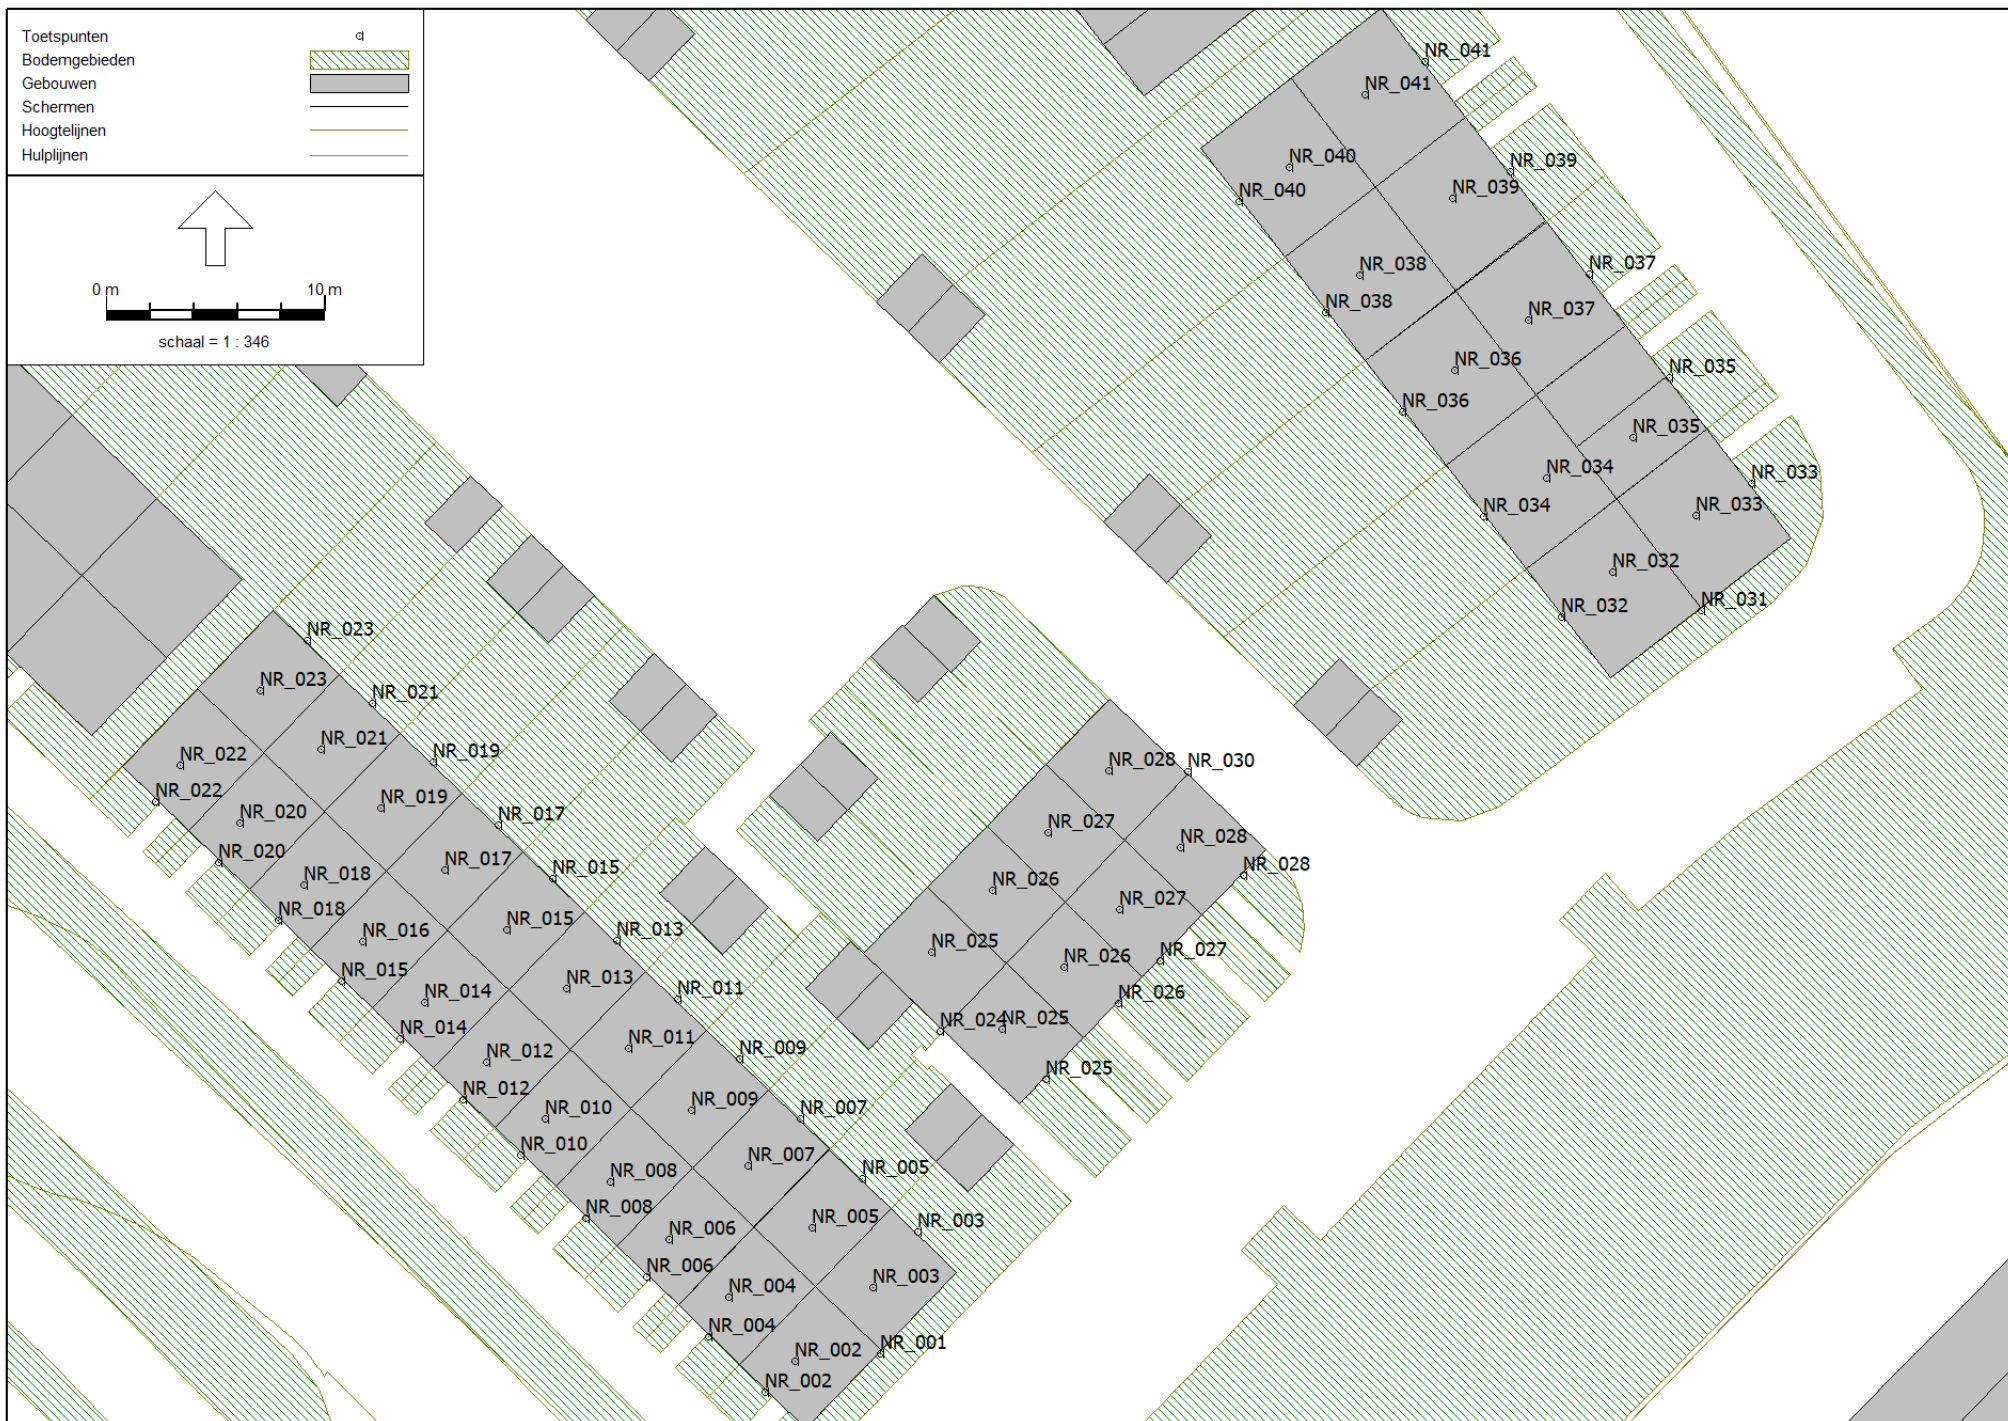 Toetspunten
Bodemgebieden
Gebouwen
Schermen
Hoogtelijnen
Hulplijnen
0 m 10 m
schaal = 1 : 346
NR_041
NR_041
NR_040
NR_039
NR_040
NR_039
NR_038
NR_037
NR_038
NR_037
NR_036
NR_035
NR_036
NR_035
NR_034
NR_033
NR_034
NR_033
NR_032
NR_032
NR_031
NR_023
NR_023
NR_021
NR_021
NR_022
NR_019
NR_022
NR_019
NR_020
NR_017
NR_020
NR_017
NR_018
NR_015
NR_018
NR_015
NR_016
NR_013
NR_015
NR_013
NR_014
NR_011
NR_014
NR_011
NR_012
NR_009
NR_012
NR_009
NR_010
NR_007
NR_010
NR_007
NR_008
NR_005
NR_008
NR_005
NR_006
NR_003
NR_006
NR_003
NR_004
NR_004
NR_001
NR_002
NR_002
NR_028
NR_030
NR_027
NR_028
NR_028
NR_026
NR_027
NR_025
NR_026
NR_027
NR_026
NR_024
NR_025
NR_025